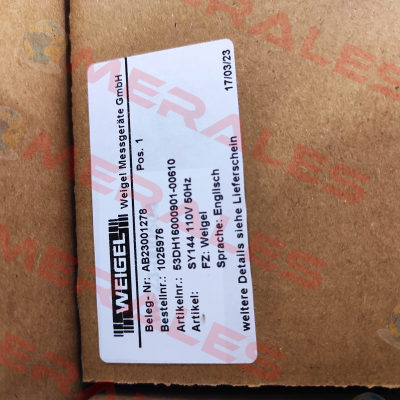 MERALES
WEIGEL
Weigel Messgeräte GmbH
Beleg- Nr: AB23001278 Pos. 1
Bestellnr.: 1025976
Artikelnr.: 53DH16000901-00610
Artikel: SY144 110V 50Hz
FZ: Weigel
Sprache: Englisch
weitere Details siehe Lieferschein
17/03/23